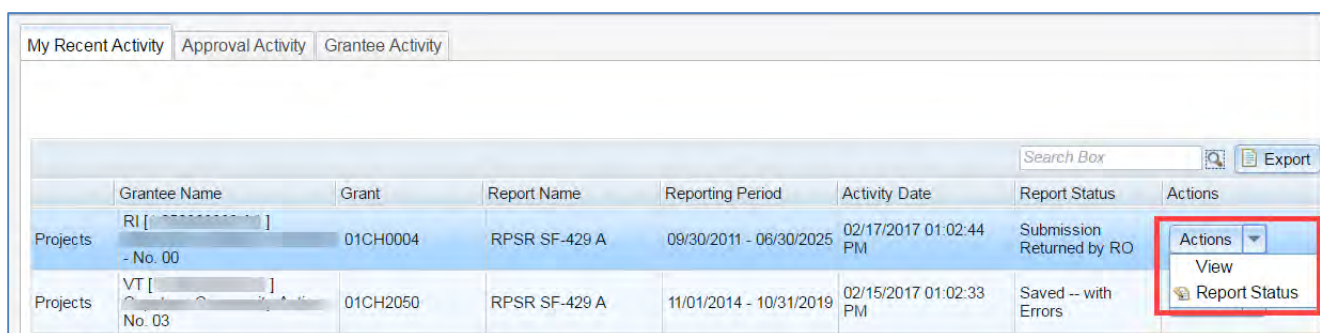 My Recent Activity Approval Activity Grantee Activity
Search Box Export
Grantee Name Grant Report Name Reporting Period Activity Date Report Status Actions
Projects RI [ ] - No. 00 01CH0004 RPSR SF-429 A 09/30/2011 - 06/30/2025 02/17/2017 01:02:44 PM Submission Returned by RO Actions
View
Report Status
Projects VT [ ] No. 03 01CH2050 RPSR SF-429 A 11/01/2014 - 10/31/2019 02/15/2017 01:02:33 PM Saved -- with Errors